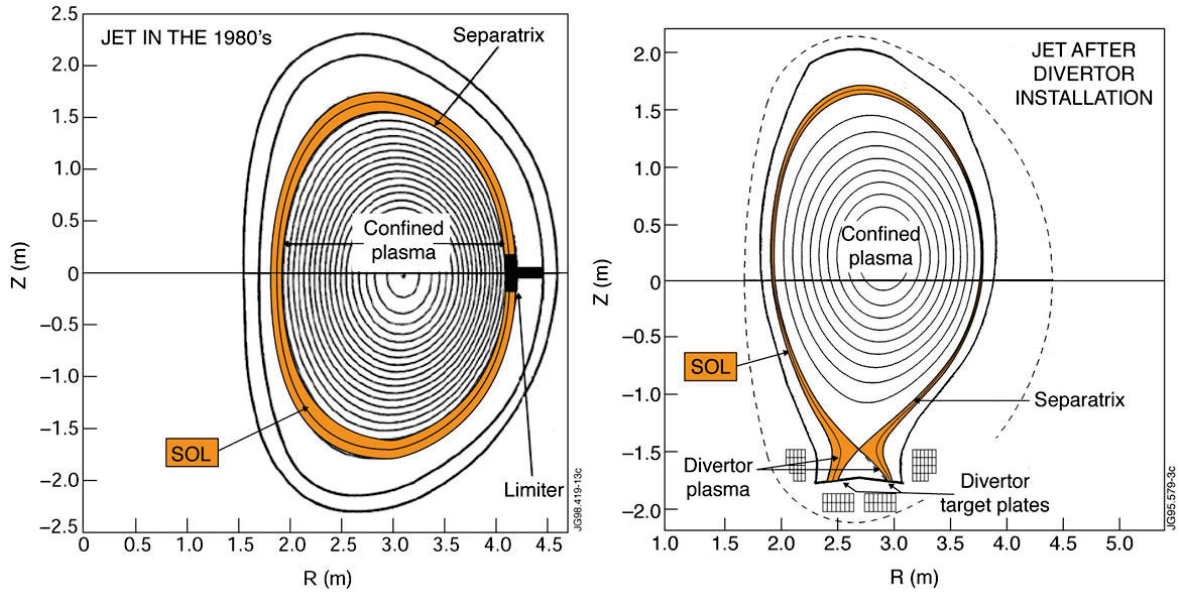 JET IN THE 1980's
Separatrix
2.5
2.0
1.5
1.0
0.5
0
–0.5
–1.0
–1.5
–2.0
–2.5
Z (m)
Confined
plasma
SOL
Limiter
JG98.419-13c
0
0.5
1.0
1.5
2.0
2.5
3.0
3.5
4.0
4.5
R (m)
JET AFTER
DIVERTOR
INSTALLATION
2.0
1.5
1.0
0.5
0
–0.5
–1.0
–1.5
–2.0
Z (m)
Confined
plasma
SOL
Separatrix
Divertor
plasma
Divertor
target plates
JG95.579-3c
1.0
1.5
2.0
2.5
3.0
3.5
4.0
4.5
5.0
R (m)